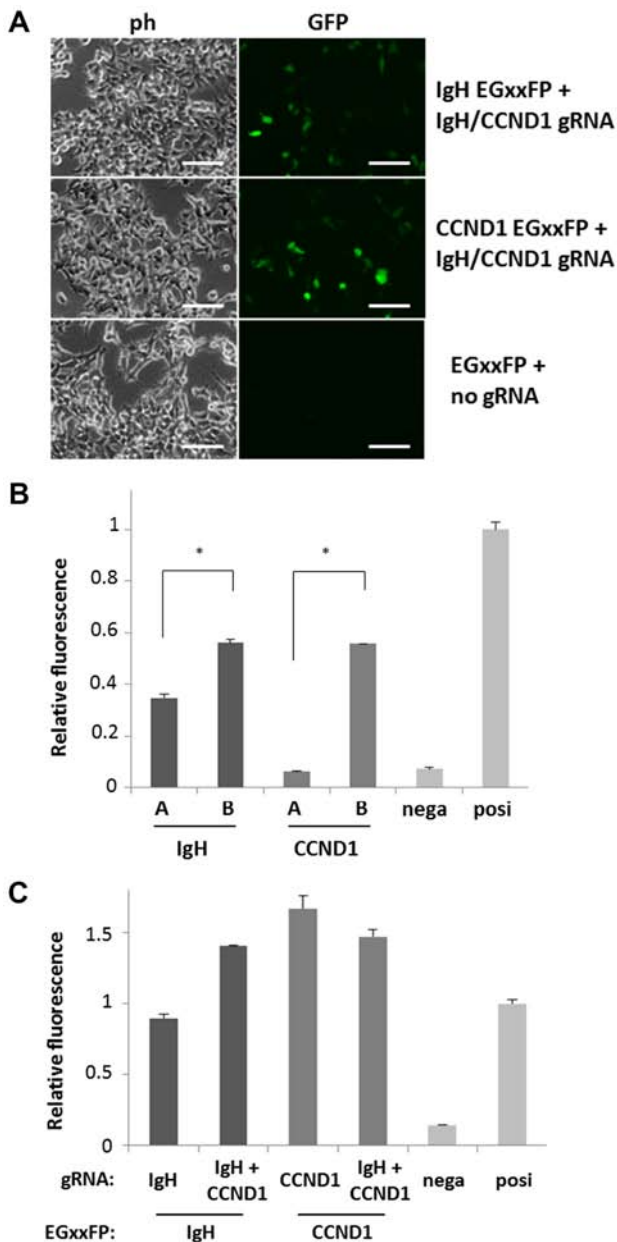 A
ph GFP
IgH EGxxFP +
IgH/CCND1 gRNA
CCND1 EGxxFP +
IgH/CCND1 gRNA
EGxxFP +
no gRNA
B
Relative fluorescence
1
0.8
0.6
0.4
0.2
0
* *
A B A B nega posi
IgH CCND1
C
Relative fluorescence
1.5
1
0.5
0
gRNA: IgH IgH + CCND1 CCND1 IgH + CCND1 nega posi
EGxxFP: IgH CCND1